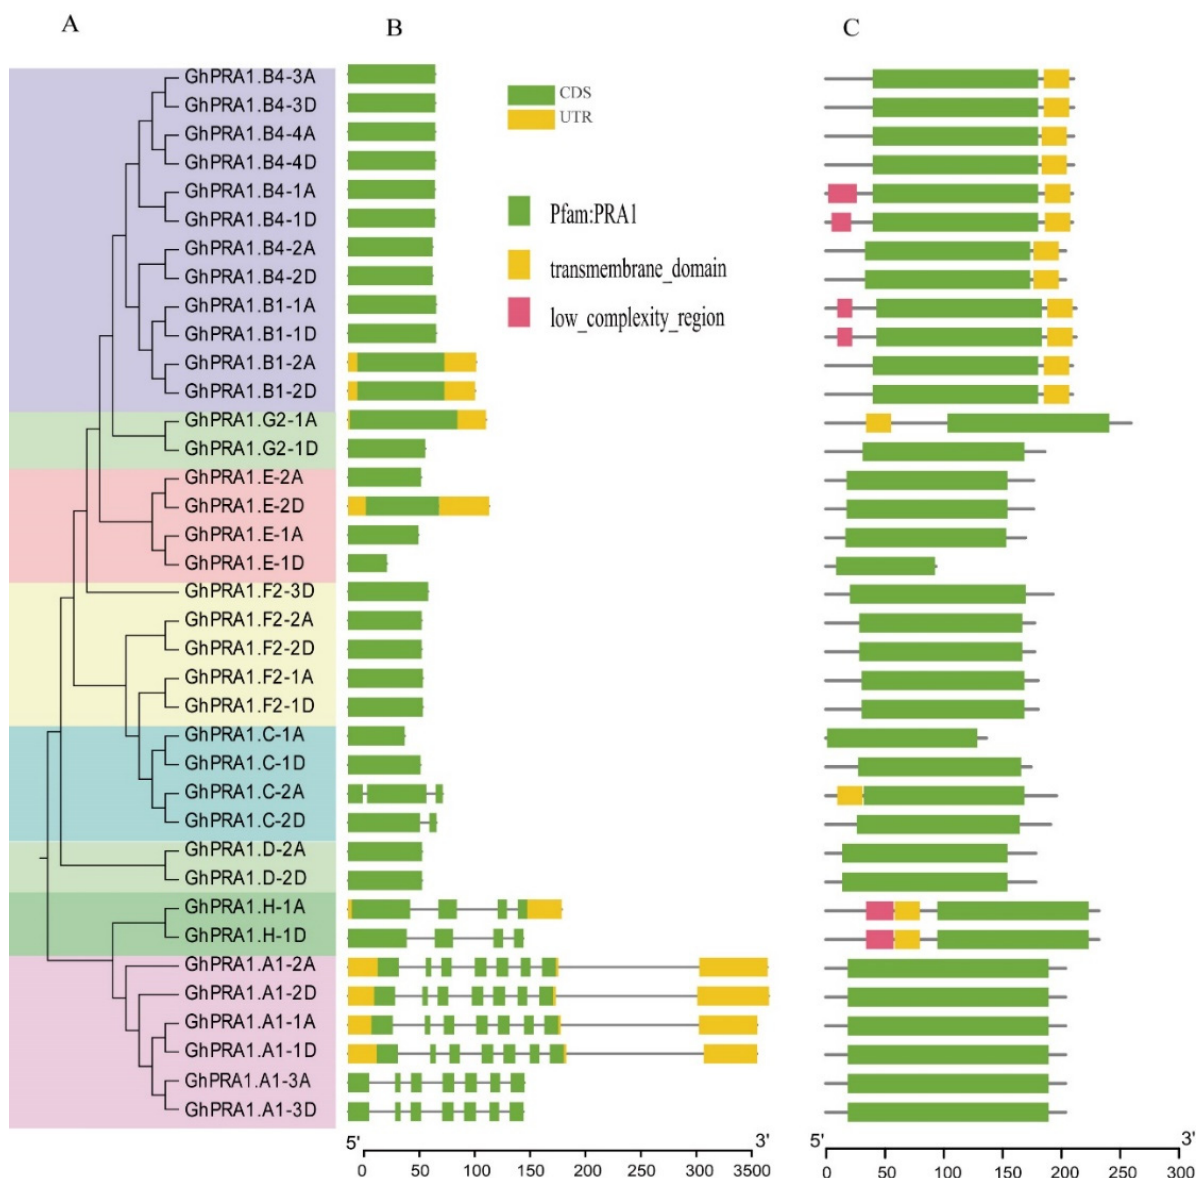 A B C
GhPRA1.B4-3A
GhPRA1.B4-3D
GhPRA1.B4-4A
GhPRA1.B4-4D
GhPRA1.B4-1A
GhPRA1.B4-1D
GhPRA1.B4-2A
GhPRA1.B4-2D
GhPRA1.B1-1A
GhPRA1.B1-1D
GhPRA1.B1-2A
GhPRA1.B1-2D
GhPRA1.G2-1A
GhPRA1.G2-1D
GhPRA1.E-2A
GhPRA1.E-2D
GhPRA1.E-1A
GhPRA1.E-1D
GhPRA1.F2-3D
GhPRA1.F2-2A
GhPRA1.F2-2D
GhPRA1.F2-1A
GhPRA1.F2-1D
GhPRA1.C-1A
GhPRA1.C-1D
GhPRA1.C-2A
GhPRA1.C-2D
GhPRA1.D-2A
GhPRA1.D-2D
GhPRA1.H-1A
GhPRA1.H-1D
GhPRA1.A1-2A
GhPRA1.A1-2D
GhPRA1.A1-1A
GhPRA1.A1-1D
GhPRA1.A1-3A
GhPRA1.A1-3D
CDS
UTR
Pfam:PRA1
transmembrane_domain
low_complexity_region
5' 3'
0 50 100 150 200 250 300 3500
5' 3'
0 50 100 150 200 250 300